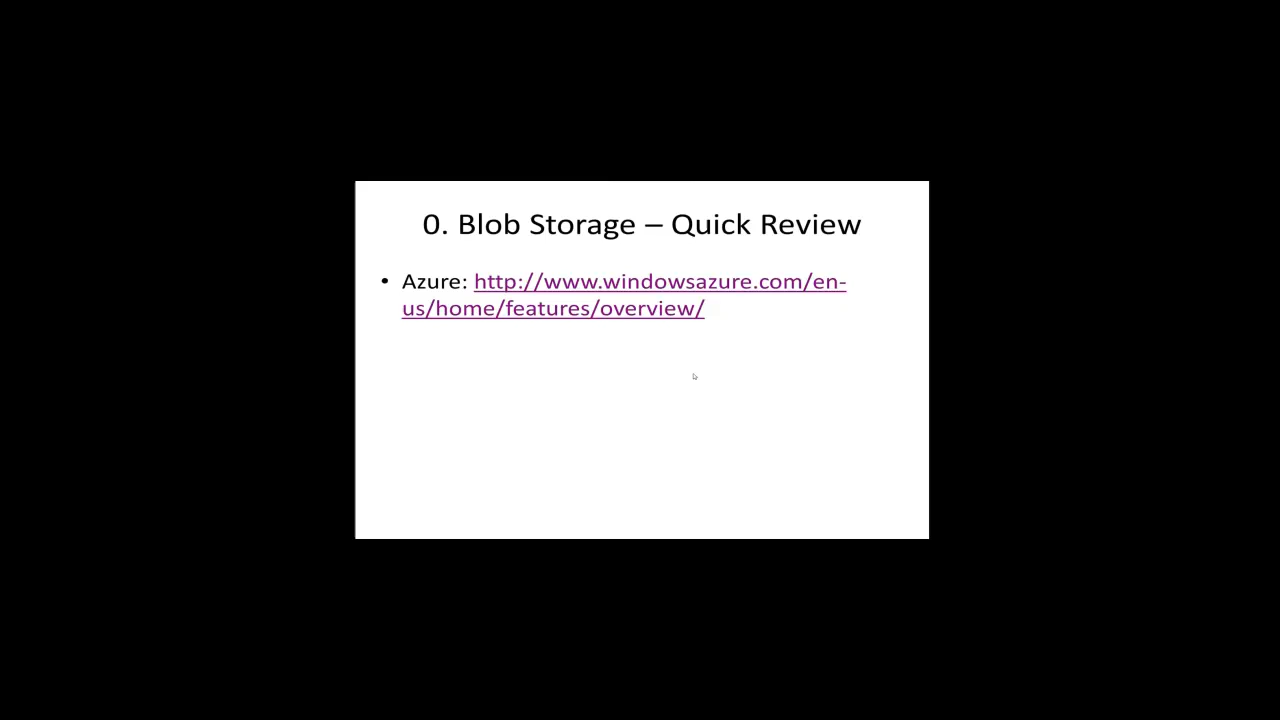 0. Blob Storage – Quick Review
• Azure: http://www.windowsazure.com/en-
us/home/features/overview/